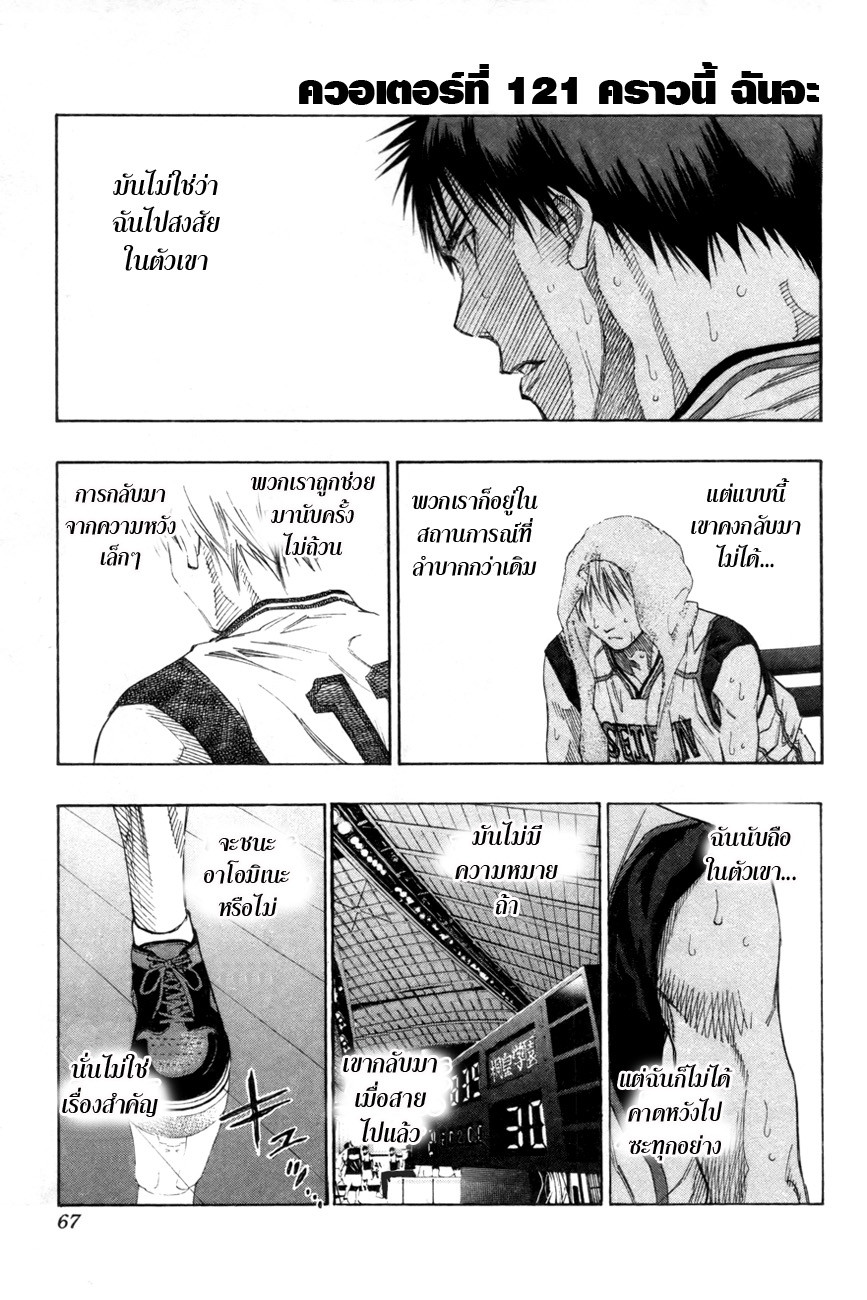 ควอเตอร์ที่ 121 คราวนี้ ฉันจะ
มันไม่ใช่ว่า
ฉันไปสงสัย
ในตัวเขา
แต่แบบนี้
เขาคงกลับมา
ไม่ได้...
พวกเราก็อยู่ใน
สถานการณ์ที่
ลำบากกว่าเดิม
SEIRIN
พวกเราถูกช่วย
มานับครั้ง
ไม่ถ้วน
การกลับมา
จากความหวัง
เล็กๆ
ฉันนับถือ
ในตัวเขา...
แต่ฉันก็ไม่ได้
คาดหวังไป
ซะทุกอย่าง
มันไม่มี
ความหมาย
ถ้า
桐皇学園
30
เขากลับมา
เมื่อสาย
ไปแล้ว
จะชนะ
อาโอมิเนะ
หรือไม่
นั่นไม่ใช่
เรื่องสำคัญ
キュッ
67